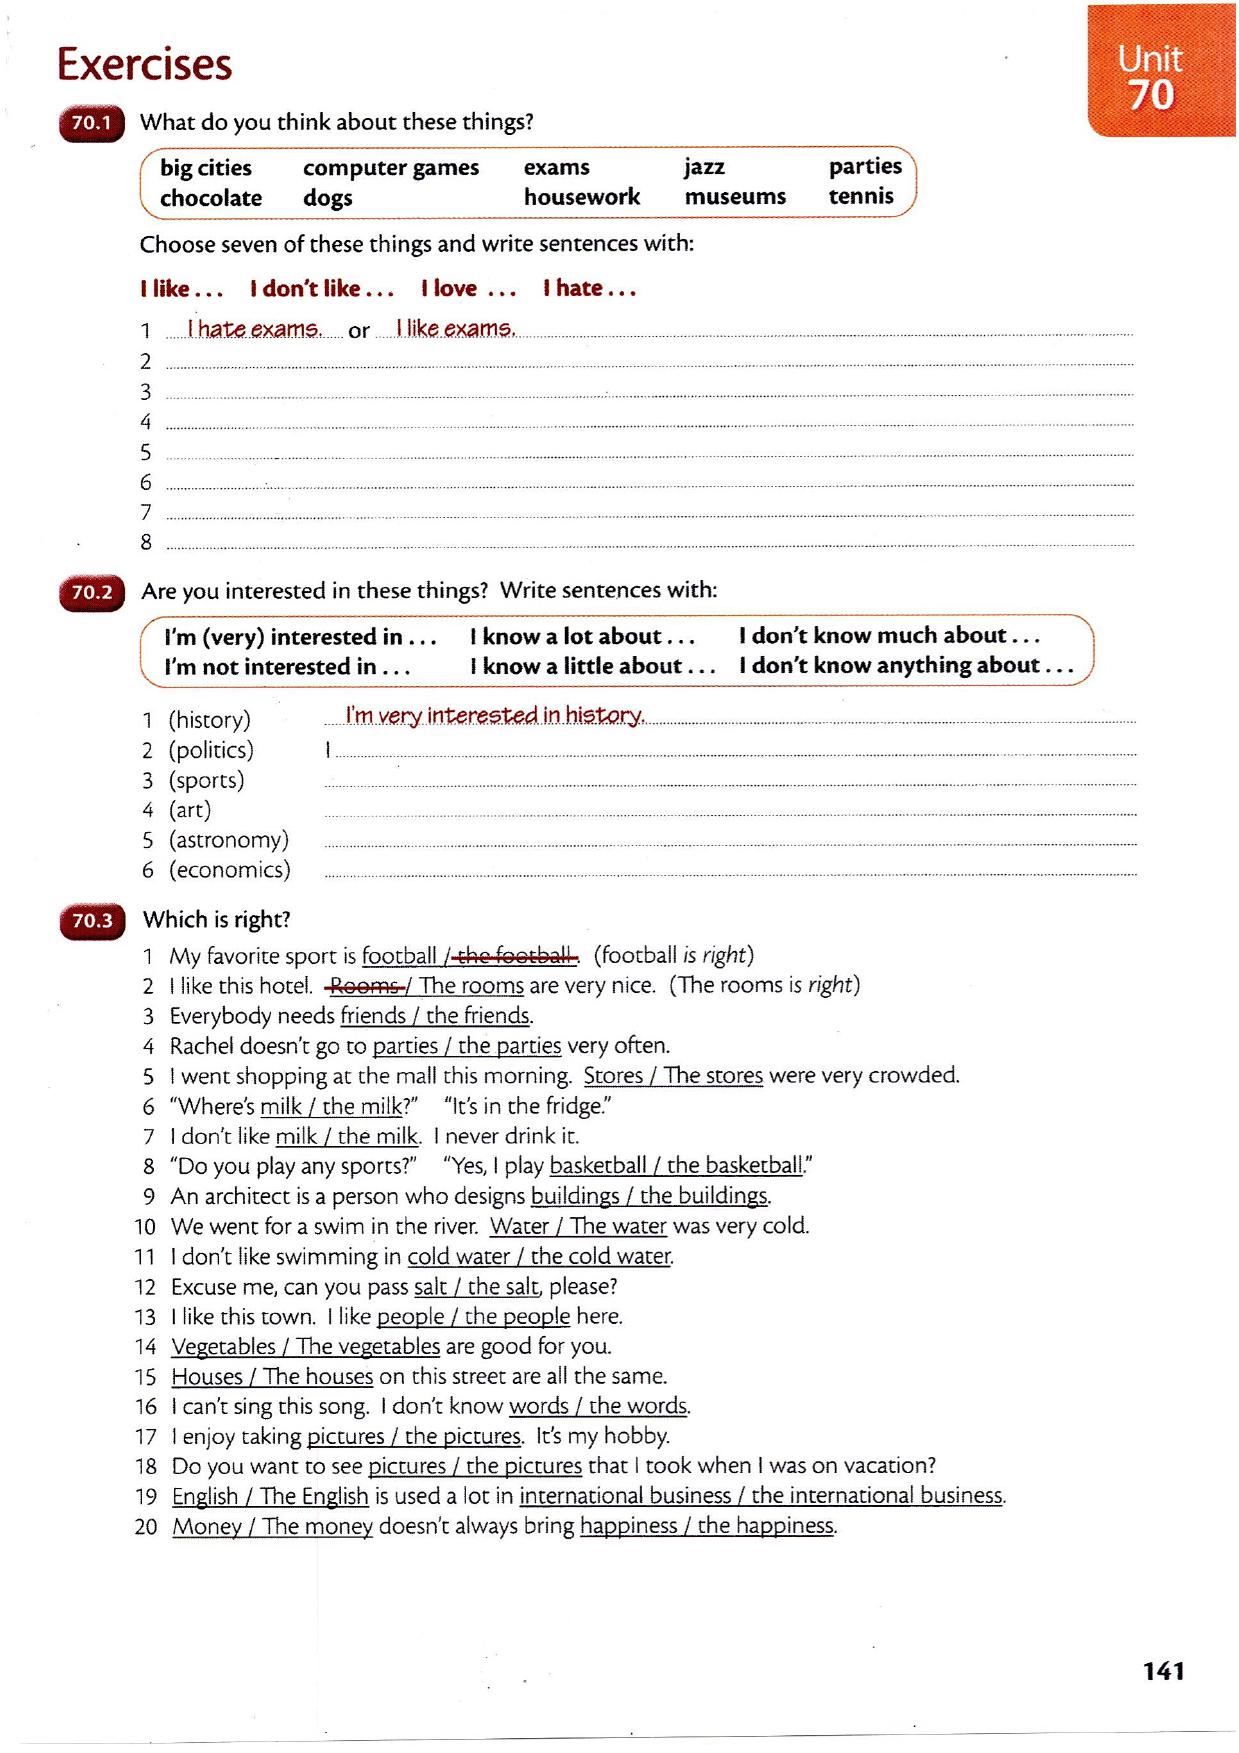 Exercises
Unit
70
70.1 What do you think about these things?
big cities computer games exams jazz parties
chocolate dogs housework museums tennis
Choose seven of these things and write sentences with:
I like ... I don't like ... I love ... I hate ...
1 I hate exams. or I like exams.
2
3
4
5
6
7
8
70.2 Are you interested in these things? Write sentences with:
I'm (very) interested in ... I know a lot about ... I don't know much about ...
I'm not interested in ... I know a little about ... I don't know anything about ...
1 (history) I'm very interested in history.
2 (politics) I
3 (sports)
4 (art)
5 (astronomy)
6 (economics)
70.3 Which is right?
1 My favorite sport is football / the football. (football is right)
2 I like this hotel. Rooms / The rooms are very nice. (The rooms is right)
3 Everybody needs friends / the friends.
4 Rachel doesn't go to parties / the parties very often.
5 I went shopping at the mall this morning. Stores / The stores were very crowded.
6 "Where's milk / the milk?" "It's in the fridge."
7 I don't like milk / the milk. I never drink it.
8 "Do you play any sports?" "Yes, I play basketball / the basketball."
9 An architect is a person who designs buildings / the buildings.
10 We went for a swim in the river. Water / The water was very cold.
11 I don't like swimming in cold water / the cold water.
12 Excuse me, can you pass salt / the salt, please?
13 I like this town. I like people / the people here.
14 Vegetables / The vegetables are good for you.
15 Houses / The houses on this street are all the same.
16 I can't sing this song. I don't know words / the words.
17 I enjoy taking pictures / the pictures. It's my hobby.
18 Do you want to see pictures / the pictures that I took when I was on vacation?
19 English / The English is used a lot in international business / the international business.
20 Money / The money doesn't always bring happiness / the happiness.
141